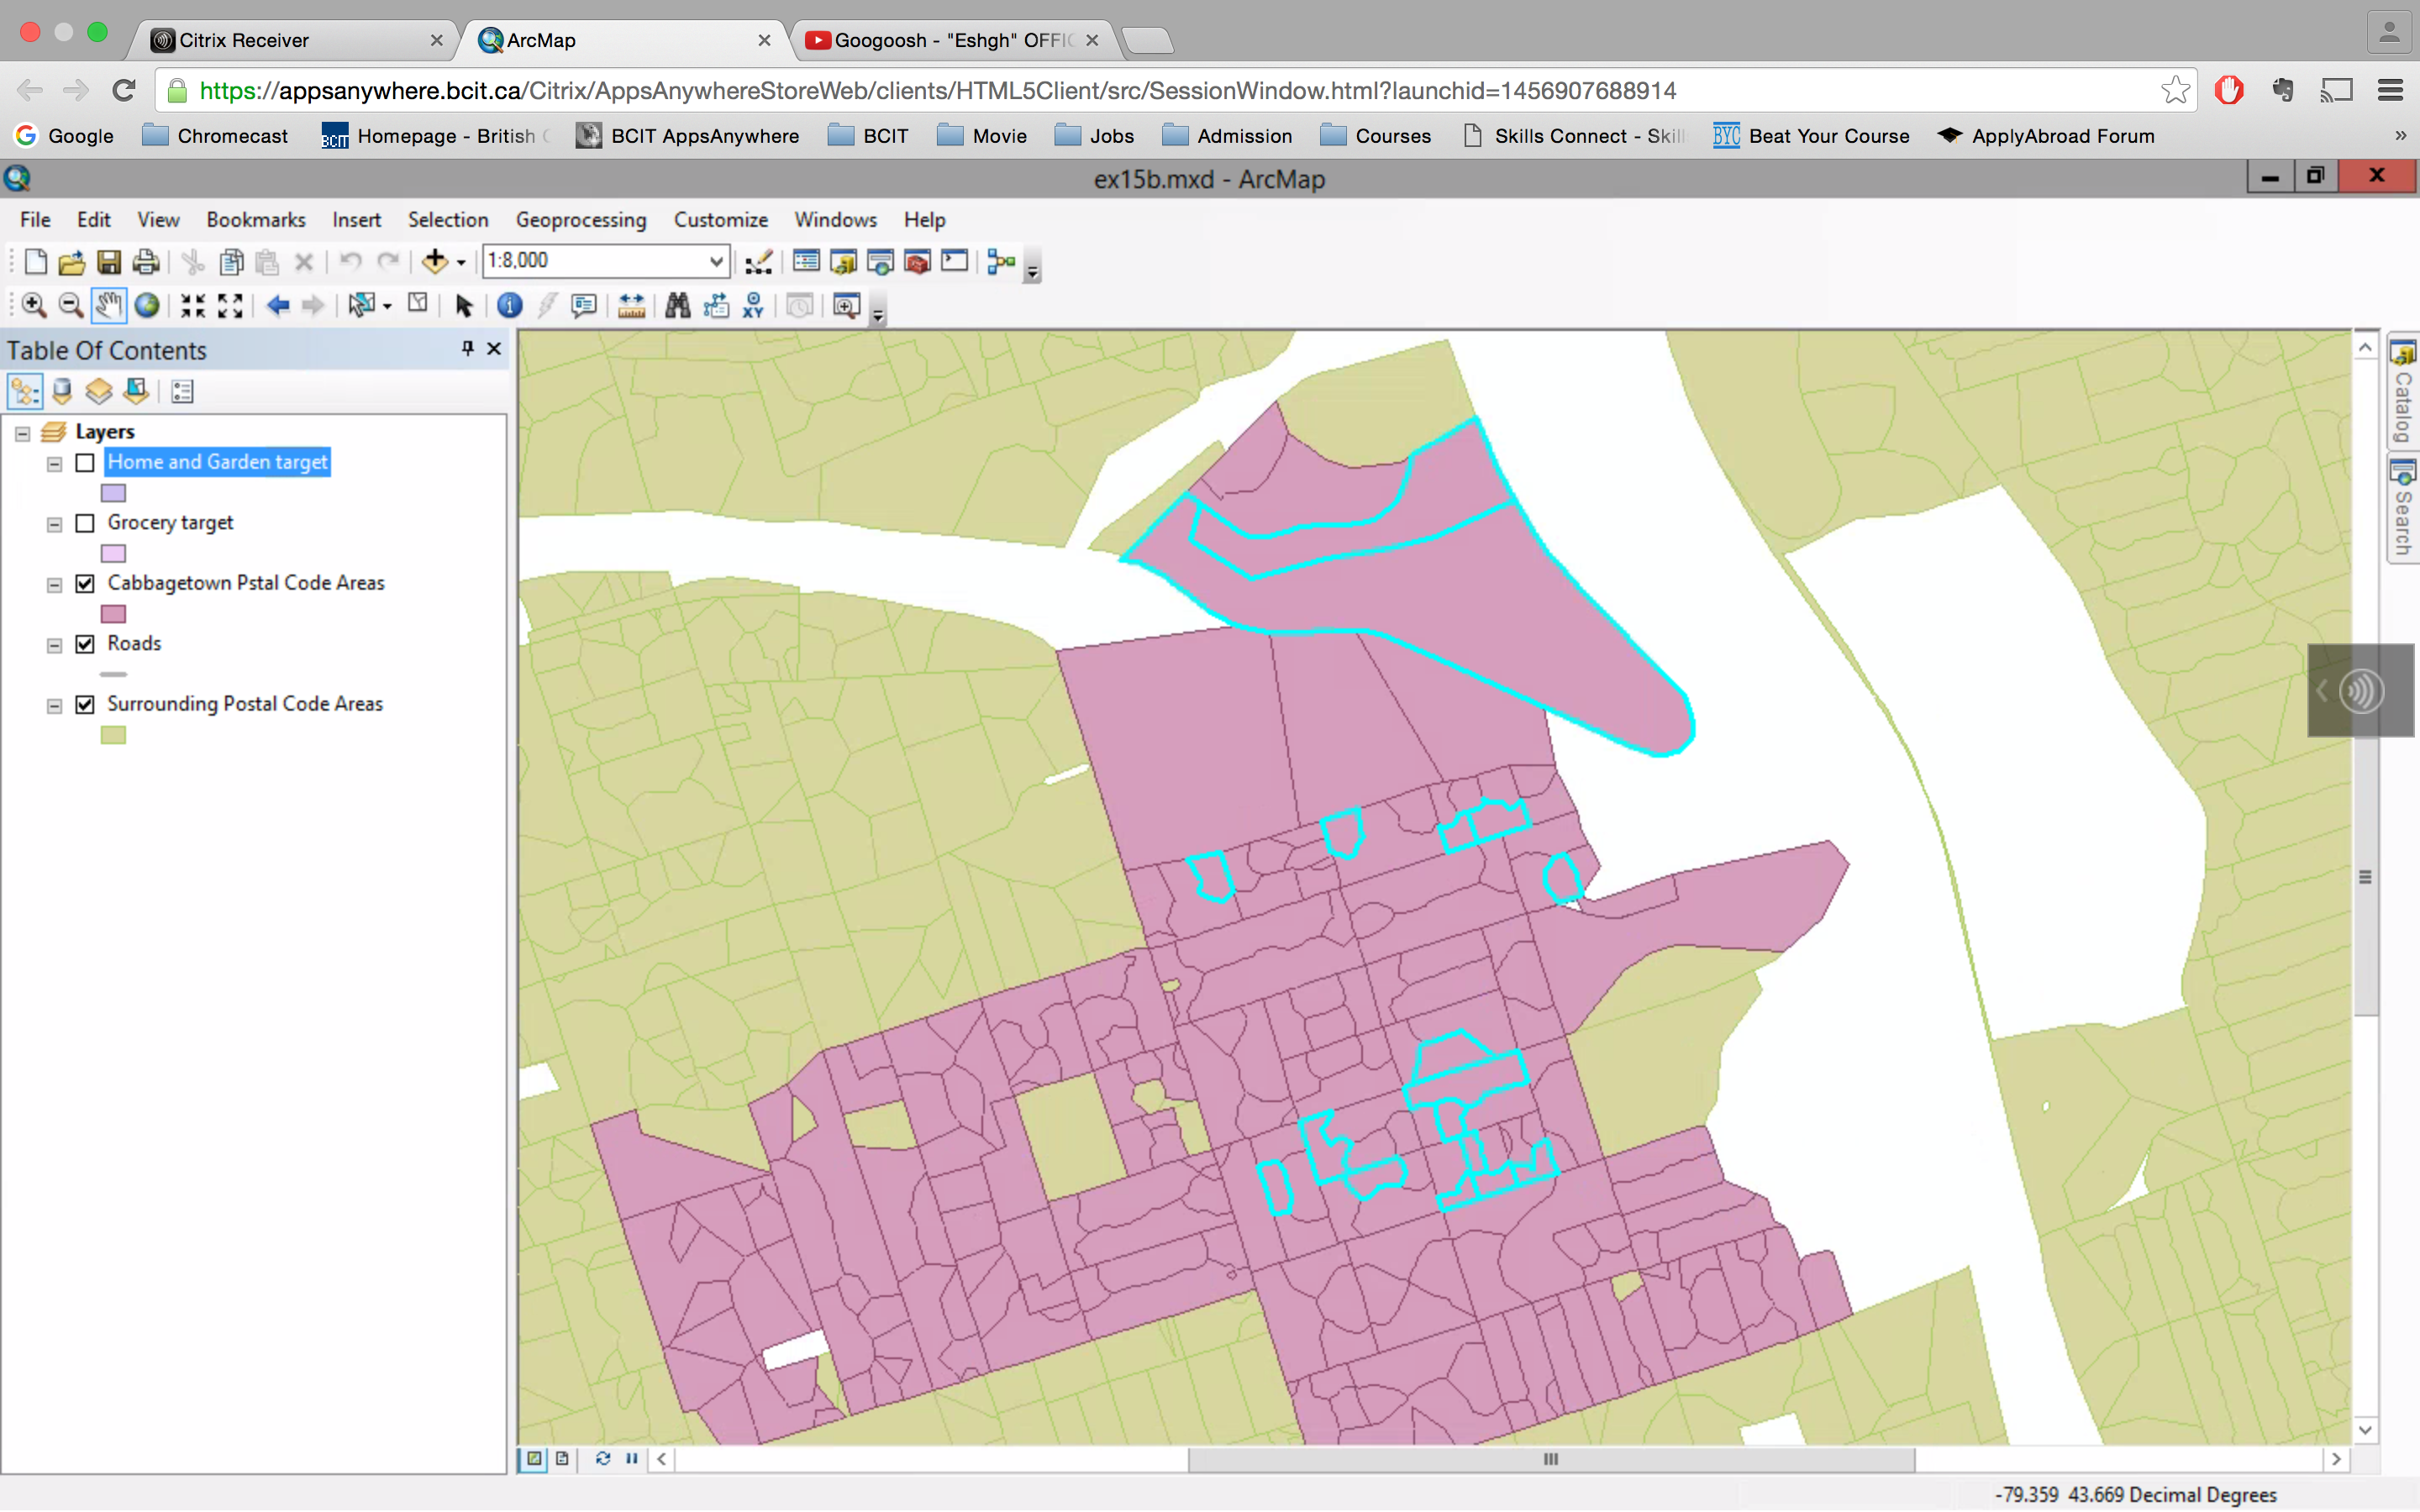 Citrix Receiver
ArcMap
Googoosh - "Eshgh" OFFIC
https://appsanywhere.bcit.ca/Citrix/AppsAnywhereStoreWeb/clients/HTML5Client/src/SessionWindow.html?launchid=1456907688914
Google Chromecast BCIT Homepage - British BCIT AppsAnywhere BCIT Movie Jobs Admission Courses Skills Connect - Skil BYC Beat Your Course ApplyAbroad Forum »
ex15b.mxd - ArcMap
File Edit View Bookmarks Insert Selection Geoprocessing Customize Windows Help
1:8,000
XY
Table Of Contents
Layers
Home and Garden target
Grocery target
Cabbagetown Pstal Code Areas
Roads
Surrounding Postal Code Areas
Catalog
Search
-79.359 43.669 Decimal Degrees